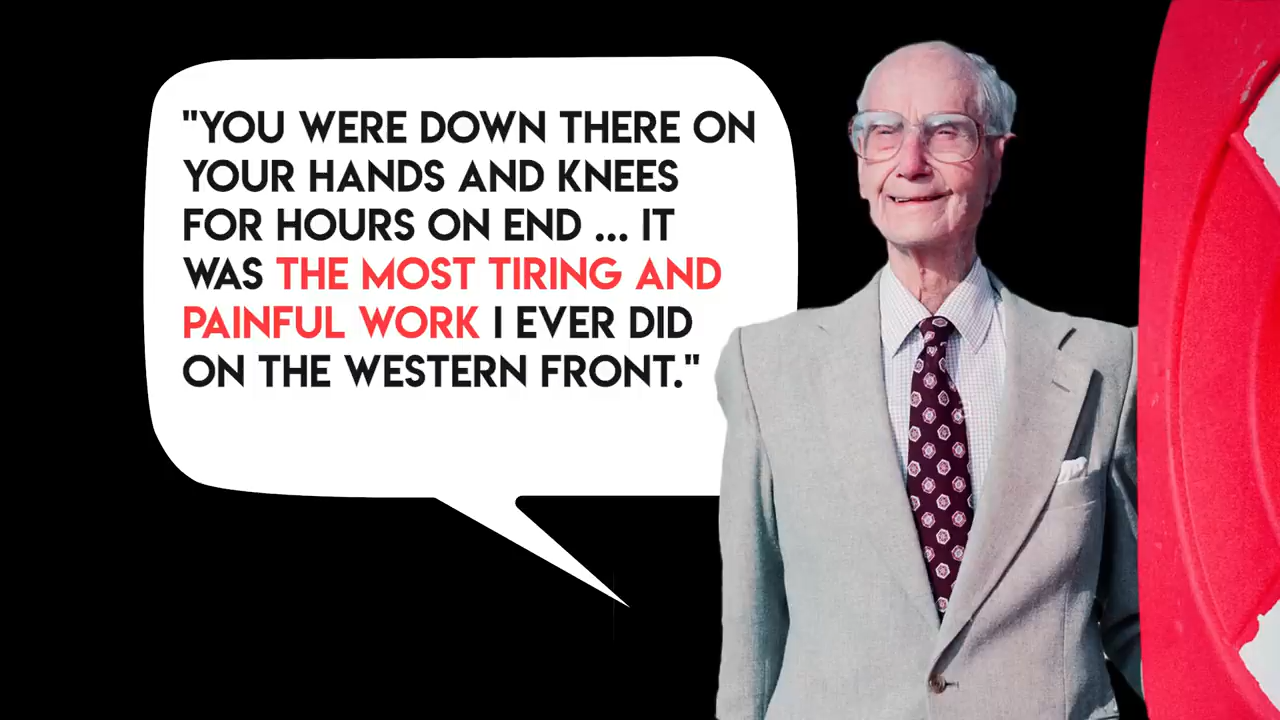 "YOU WERE DOWN THERE ON
YOUR HANDS AND KNEES
FOR HOURS ON END ... IT
WAS THE MOST TIRING AND
PAINFUL WORK I EVER DID
ON THE WESTERN FRONT."